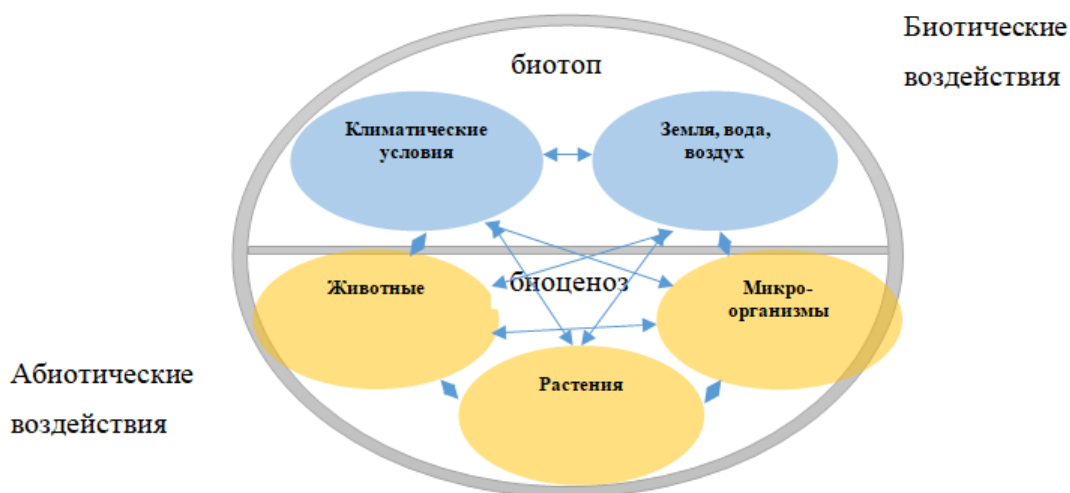 Биотические
воздействия
биотоп
Климатические
условия
Земля, вода,
воздух
биоценоз
Животные
Микро-
организмы
Растения
Абиотические
воздействия